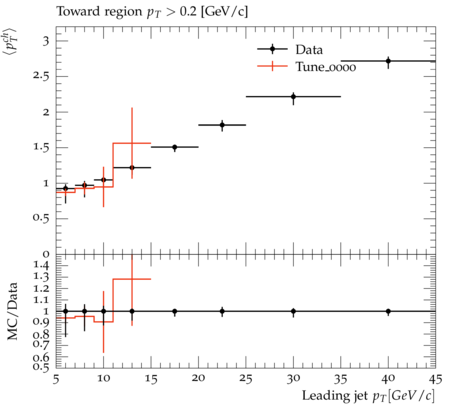 Toward region p_T > 0.2 [GeV/c]
⟨p_T^ch⟩
3
2.5
2
1.5
1
0.5
0
Data
Tune_0000
MC/Data
1.4
1.3
1.2
1.1
1
0.9
0.8
0.7
0.6
0.5
5 10 15 20 25 30 35 40 45
Leading jet p_T[GeV/c]